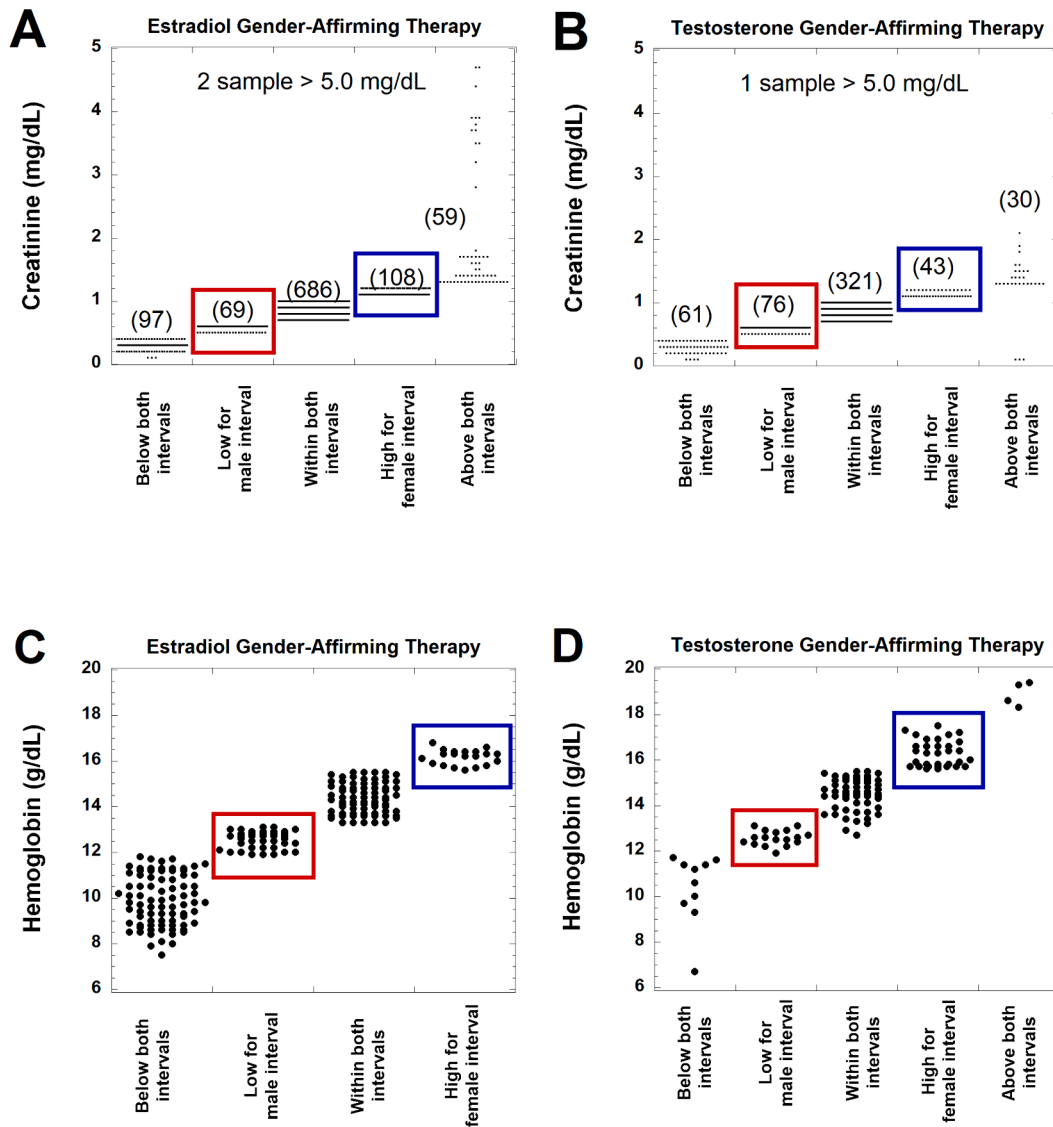 A
Estradiol Gender-Affirming Therapy
Creatinine (mg/dL)
5
4
3
2
1
0
2 sample > 5.0 mg/dL
(97)
(69)
(686)
(108)
(59)
Below both
intervals
Low for
male interval
Within both
intervals
High for
female interval
Above both
intervals
B
Testosterone Gender-Affirming Therapy
Creatinine (mg/dL)
5
4
3
2
1
0
1 sample > 5.0 mg/dL
(61)
(76)
(321)
(43)
(30)
Below both
intervals
Low for
male interval
Within both
intervals
High for
female interval
Above both
intervals
C
Estradiol Gender-Affirming Therapy
Hemoglobin (g/dL)
20
18
16
14
12
10
8
6
Below both
intervals
Low for
male interval
Within both
intervals
High for
female interval
D
Testosterone Gender-Affirming Therapy
Hemoglobin (g/dL)
20
18
16
14
12
10
8
6
Below both
intervals
Low for
male interval
Within both
intervals
High for
female interval
Above both
intervals